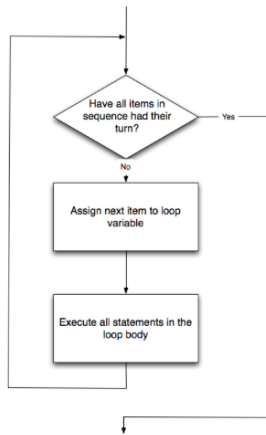 Have all items in
sequence had their
turn?
Yes
No
Assign next item to loop
variable
Execute all statements in the
loop body